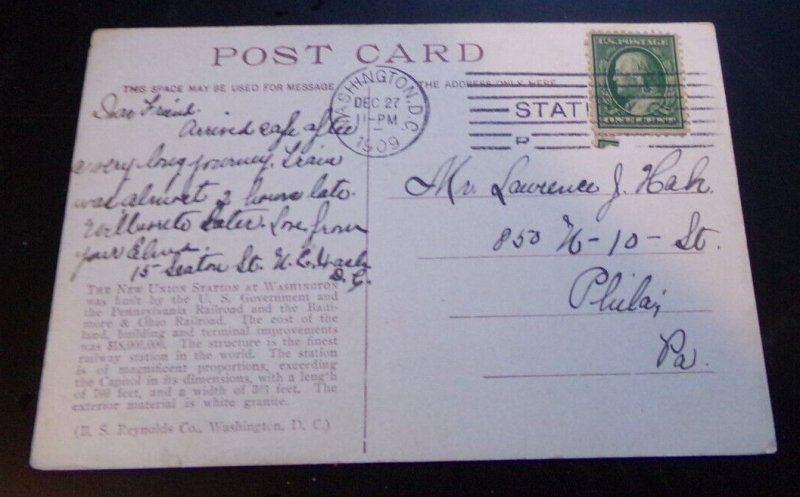 POST CARD
THIS SPACE MAY BE USED FOR MESSAGE
THE ADDRESS ONLY HERE
U.S. POSTAGE
ONE CENT
WASHINGTON, D.C.
DEC 27
11-PM
1909
STATI
Dear Friend.
Arrived safe after
a very long journey. Train
was almost 2 hours late.
Will write later. Love from
your
15- Seaton St. N.E. Wash
D.C.
Mr. Lawrence J. Hah.
850 N-10- St.
Phila;
Pa.
THE NEW UNION STATION AT WASHINGTON
was built by the U. S. Government and
the Pennsylvania Railroad and the Balti-
more & Ohio Railroad. The cost of the
land, building and terminal improvements
was $18,000,000. The structure is the finest
railway station in the world. The station
is of magnificent proportions, exceeding
the Capitol in its dimensions, with a length
of 760 feet, and a width of 343 feet. The
exterior material is white granite.
(B. S. Reynolds Co., Washington, D. C.)